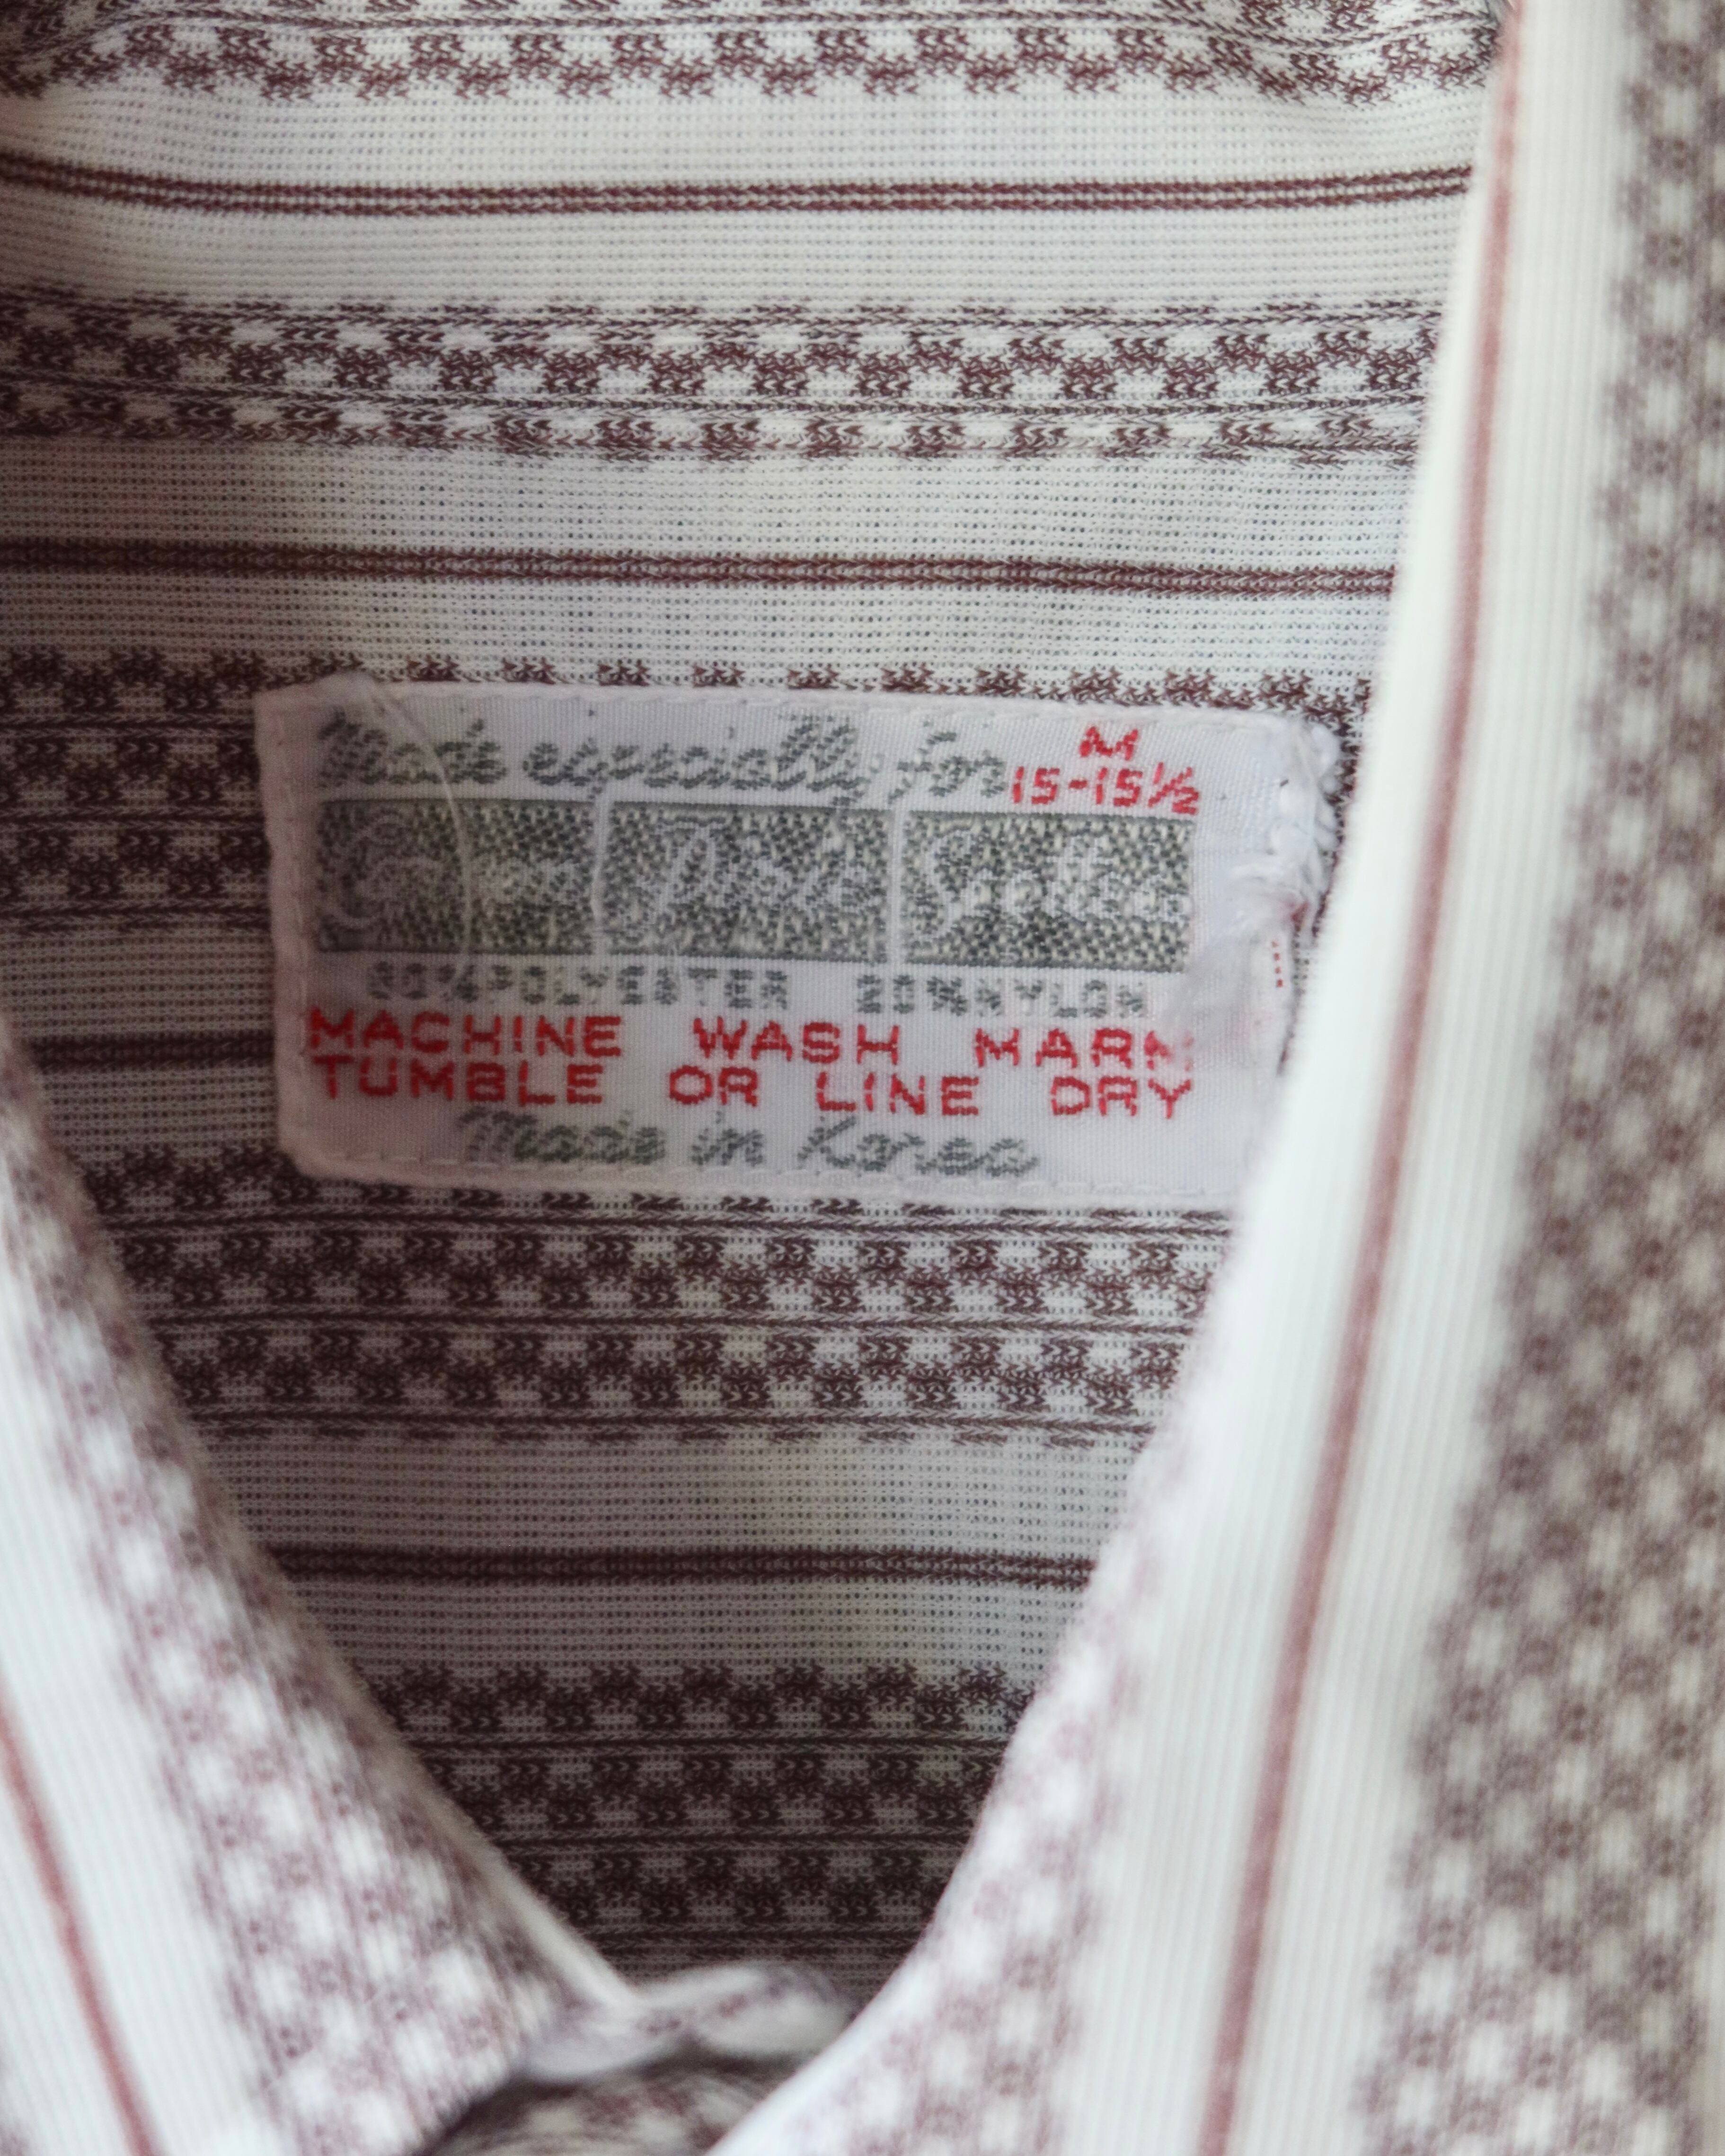 Made especially for
M
15-15½
80% POLYESTER 20% NYLON
MACHINE WASH WARM
TUMBLE OR LINE DRY
Made in Korea